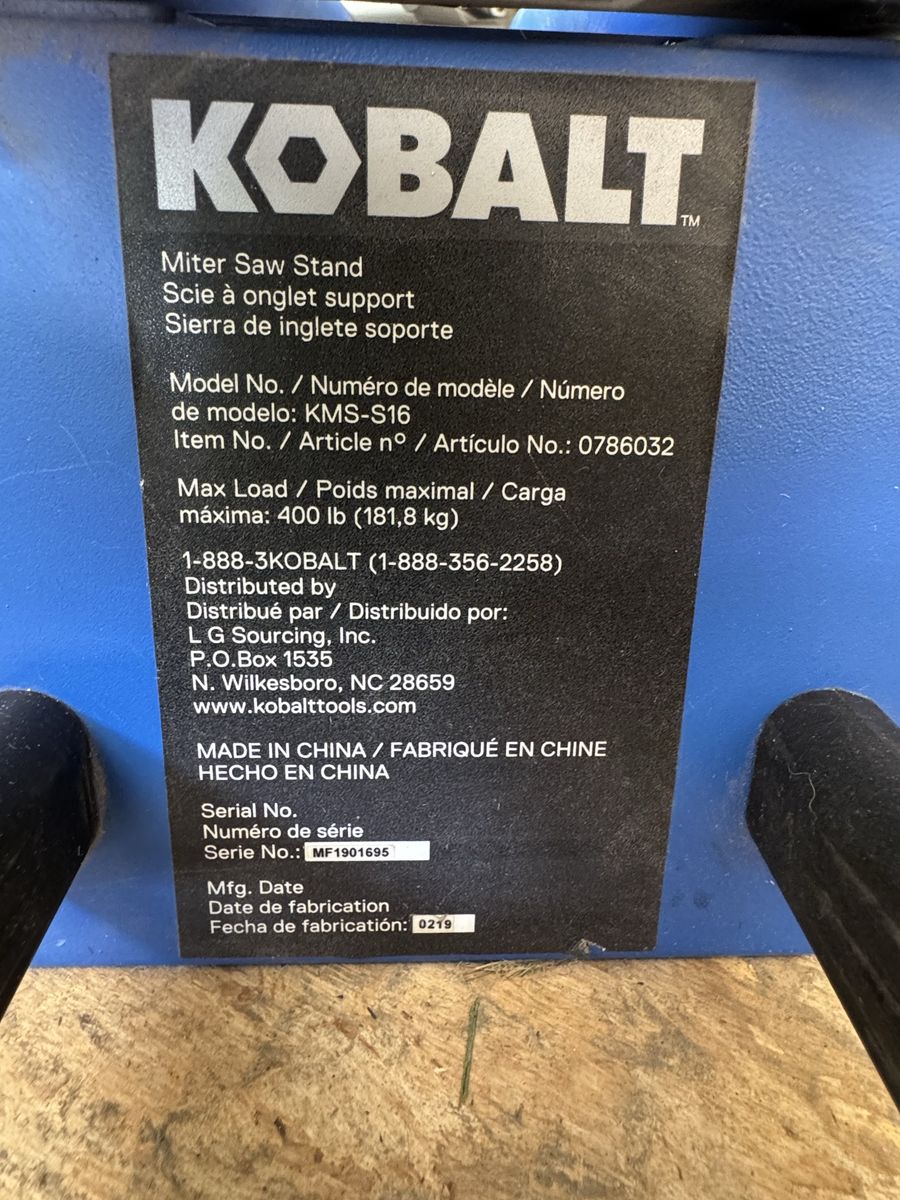 KOBALT™
Miter Saw Stand
Scie à onglet support
Sierra de inglete soporte
Model No. / Numéro de modèle / Número
de modelo: KMS-S16
Item No. / Article nº / Artículo No.: 0786032
Max Load / Poids maximal / Carga
máxima: 400 lb (181,8 kg)
1-888-3KOBALT (1-888-356-2258)
Distributed by
Distribué par / Distribuido por:
L G Sourcing, Inc.
P.O.Box 1535
N. Wilkesboro, NC 28659
www.kobalttools.com
MADE IN CHINA / FABRIQUÉ EN CHINE
HECHO EN CHINA
Serial No.
Numéro de série
Serie No.: MF1901695
Mfg. Date
Date de fabrication
Fecha de fabricatión: 0219